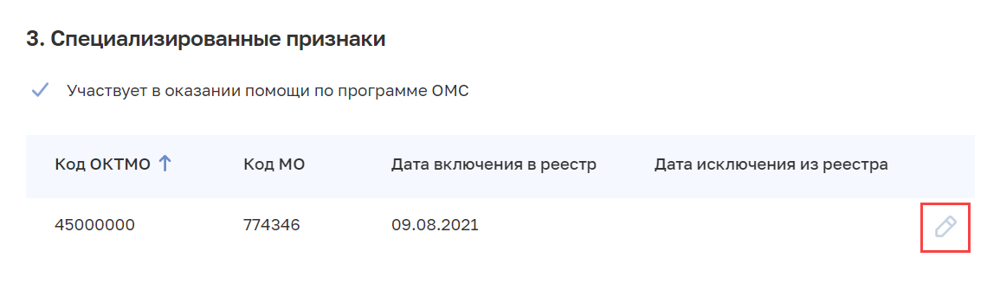 3. Специализированные признаки
Участвует в оказании помощи по программе ОМС
Код ОКТМО Код МО Дата включения в реестр Дата исключения из реестра
45000000 774346 09.08.2021